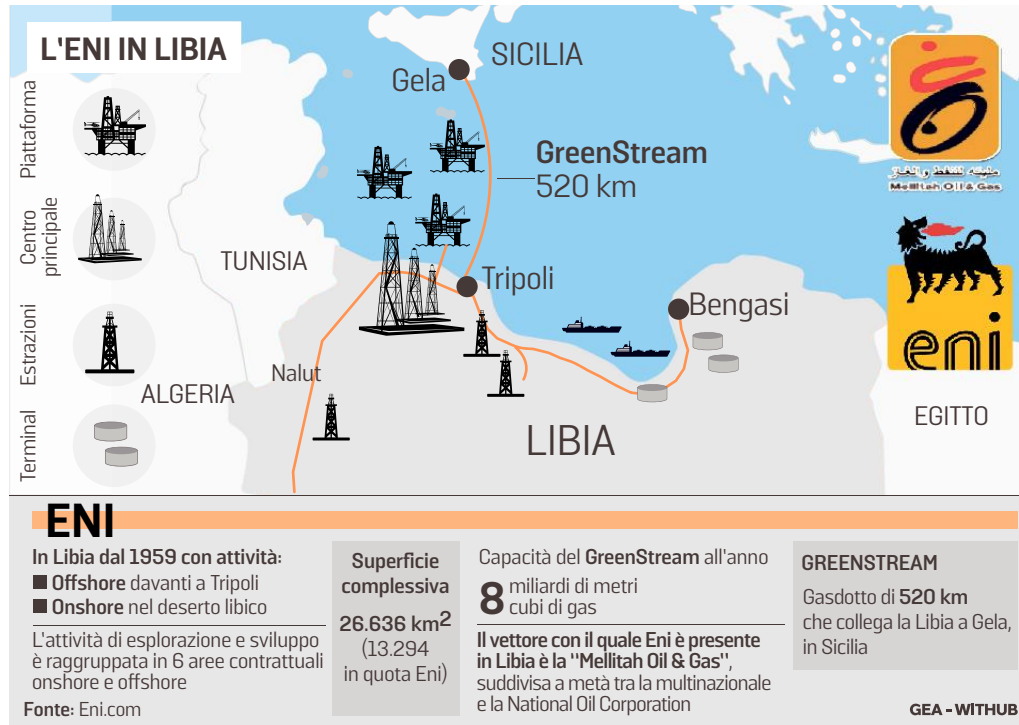 L'ENI IN LIBIA
Piattaforma
Centro
principale
Estrazioni
Terminal
SICILIA
Gela
GreenStream
520 km
TUNISIA
Tripoli
Bengasi
Nalut
ALGERIA
LIBIA
EGITTO
Mellitah Oil & Gas
eni
ENI
In Libia dal 1959 con attività:
Offshore davanti a Tripoli
Onshore nel deserto libico
L'attività di esplorazione e sviluppo
è raggruppata in 6 aree contrattuali
onshore e offshore
Fonte: Eni.com
Superficie
complessiva
26.636 km²
(13.294
in quota Eni)
Capacità del GreenStream all'anno
8 miliardi di metri
cubi di gas
Il vettore con il quale Eni è presente
in Libia è la "Mellitah Oil & Gas",
suddivisa a metà tra la multinazionale
e la National Oil Corporation
GREENSTREAM
Gasdotto di 520 km
che collega la Libia a Gela,
in Sicilia
GEA - WITHUB